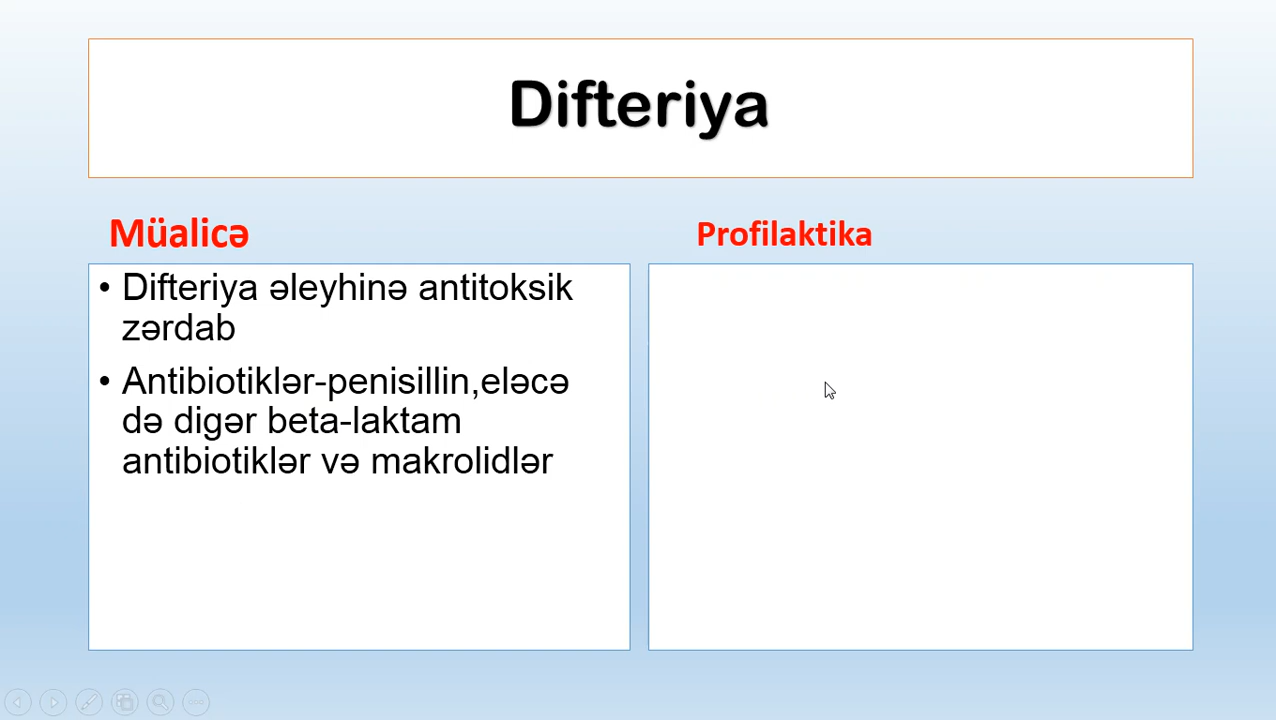 Difteriya
Müalicə
Profilaktika
• Difteriya əleyhinə antitoksik
zərdab
• Antibiotiklər-penisillin,eləcə
də digər beta-laktam
antibiotiklər və makrolidlər